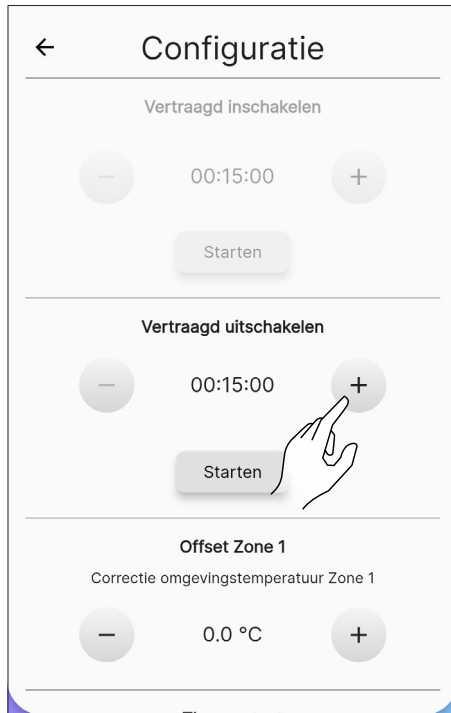 Configuratie
Vertraagd inschakelen
− 00:15:00 +
Starten
Vertraagd uitschakelen
− 00:15:00 +
Starten
Offset Zone 1
Correctie omgevingstemperatuur Zone 1
− 0.0 °C +